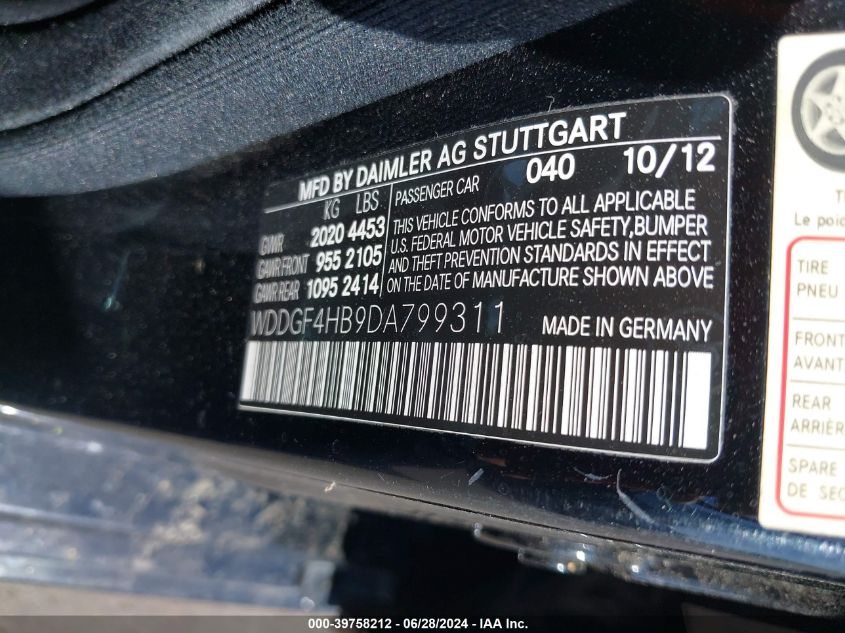 MFD BY DAIMLER AG STUTTGART
040 10/12
KG LBS
GVWR 2020 4453
GAWR FRONT 955 2105
GAWR REAR 1095 2414
PASSENGER CAR
THIS VEHICLE CONFORMS TO ALL APPLICABLE
U.S. FEDERAL MOTOR VEHICLE SAFETY, BUMPER
AND THEFT PREVENTION STANDARDS IN EFFECT
ON THE DATE OF MANUFACTURE SHOWN ABOVE
WDDGF4HB9DA799311
MADE IN GERMANY
Le
TIRE
PNEU
FRONT
AVANT
REAR
ARRIÈR
SPARE
DE
000-39758212 - 06/28/2024 - IAA Inc.